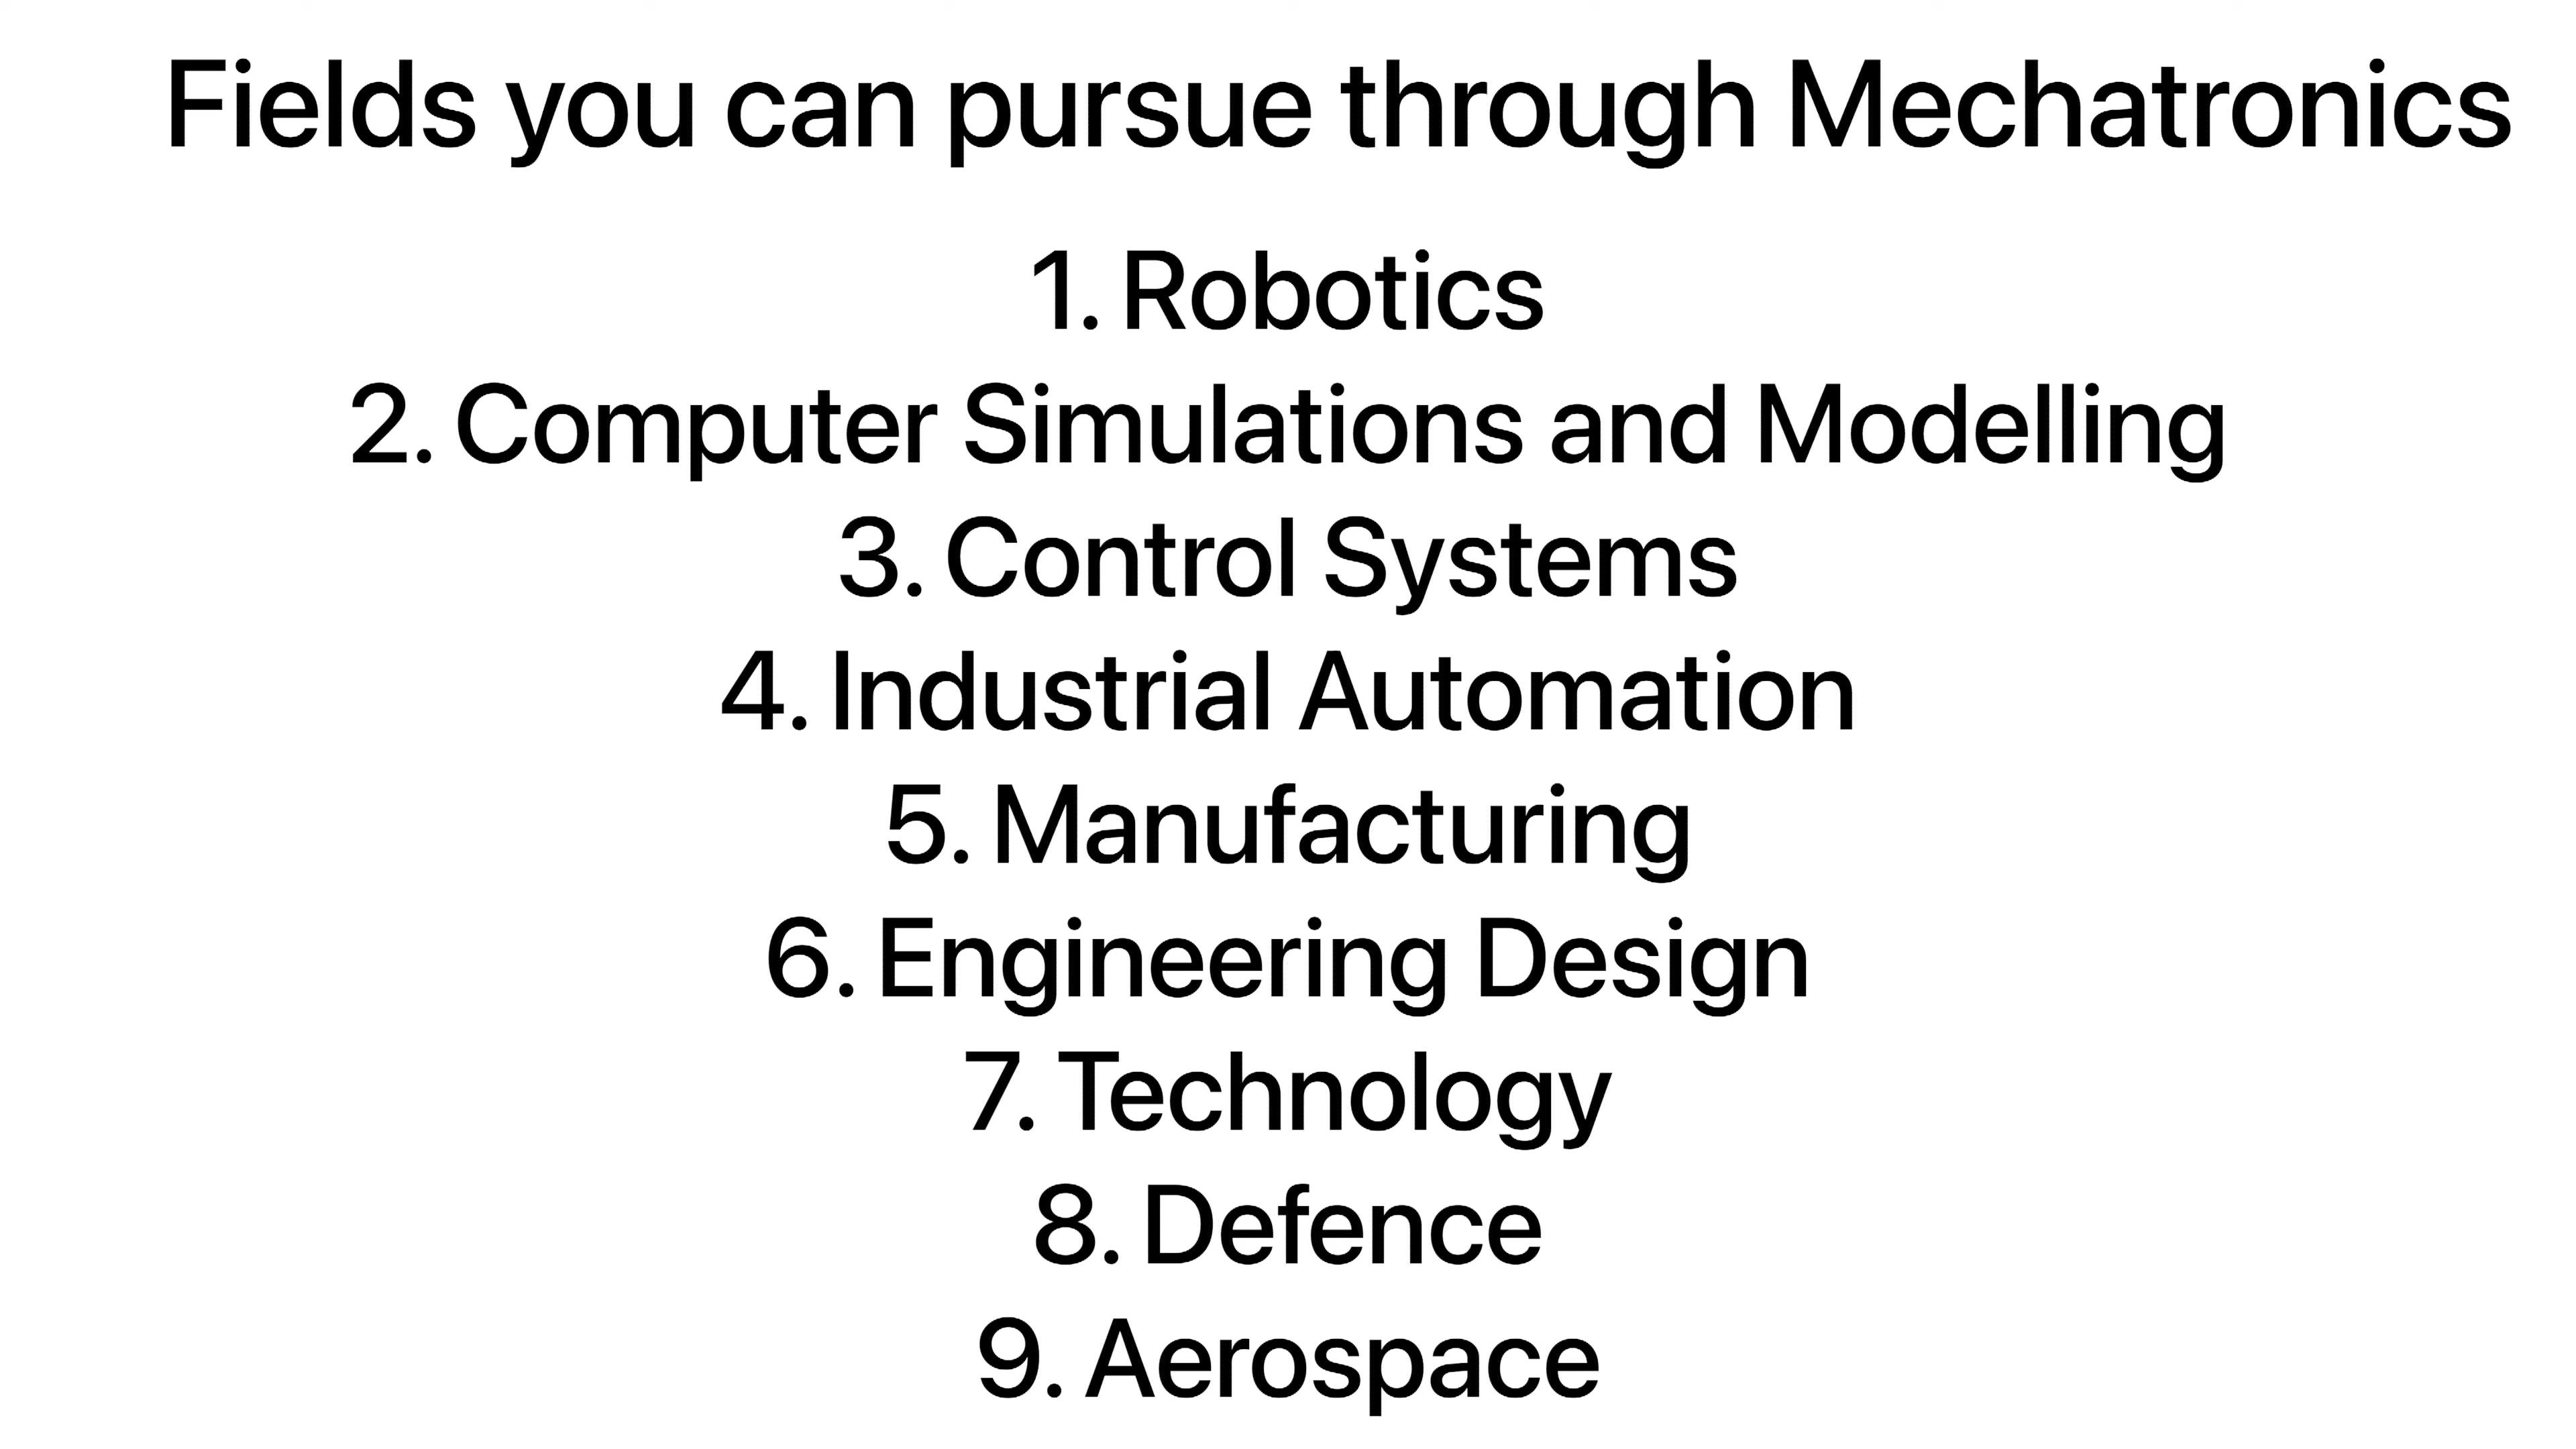 Fields you can pursue through Mechatronics
1. Robotics
2. Computer Simulations and Modelling
3. Control Systems
4. Industrial Automation
5. Manufacturing
6. Engineering Design
7. Technology
8. Defence
9. Aerospace